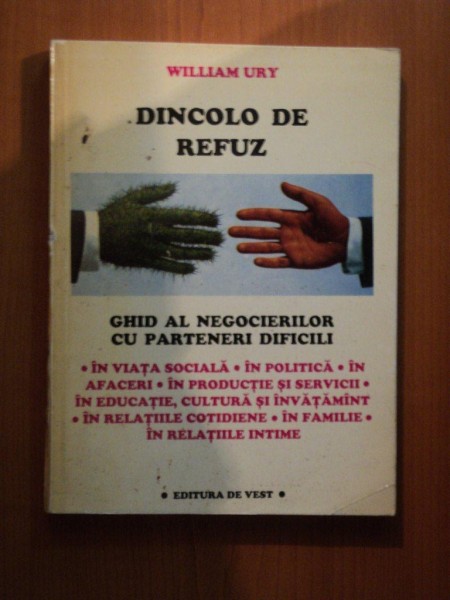 WILLIAM URY
DINCOLO DE
REFUZ
GHID AL NEGOCIERILOR
CU PARTENERI DIFICILI
• ÎN VIAȚA SOCIALĂ • ÎN POLITICĂ • ÎN
AFACERI • ÎN PRODUCȚIE ȘI SERVICII •
ÎN EDUCAȚIE, CULTURĂ ȘI ÎNVĂȚĂMÎNT
• ÎN RELAȚIILE COTIDIENE • ÎN FAMILIE •
ÎN RELAȚIILE INTIME
• EDITURA DE VEST •